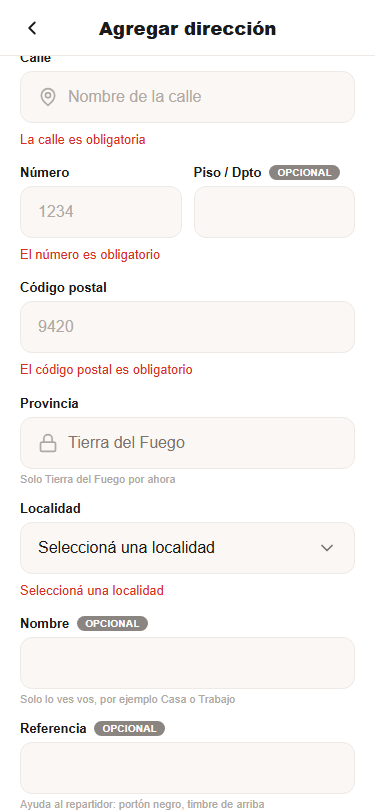 Agregar dirección
Calle
Nombre de la calle
La calle es obligatoria
Número
Piso / Dpto OPCIONAL
1234
El número es obligatorio
Código postal
9420
El código postal es obligatorio
Provincia
Tierra del Fuego
Solo Tierra del Fuego por ahora
Localidad
Seleccioná una localidad
Seleccioná una localidad
Nombre OPCIONAL
Solo lo ves vos, por ejemplo Casa o Trabajo
Referencia OPCIONAL
Ayuda al repartidor: portón negro, timbre de arriba